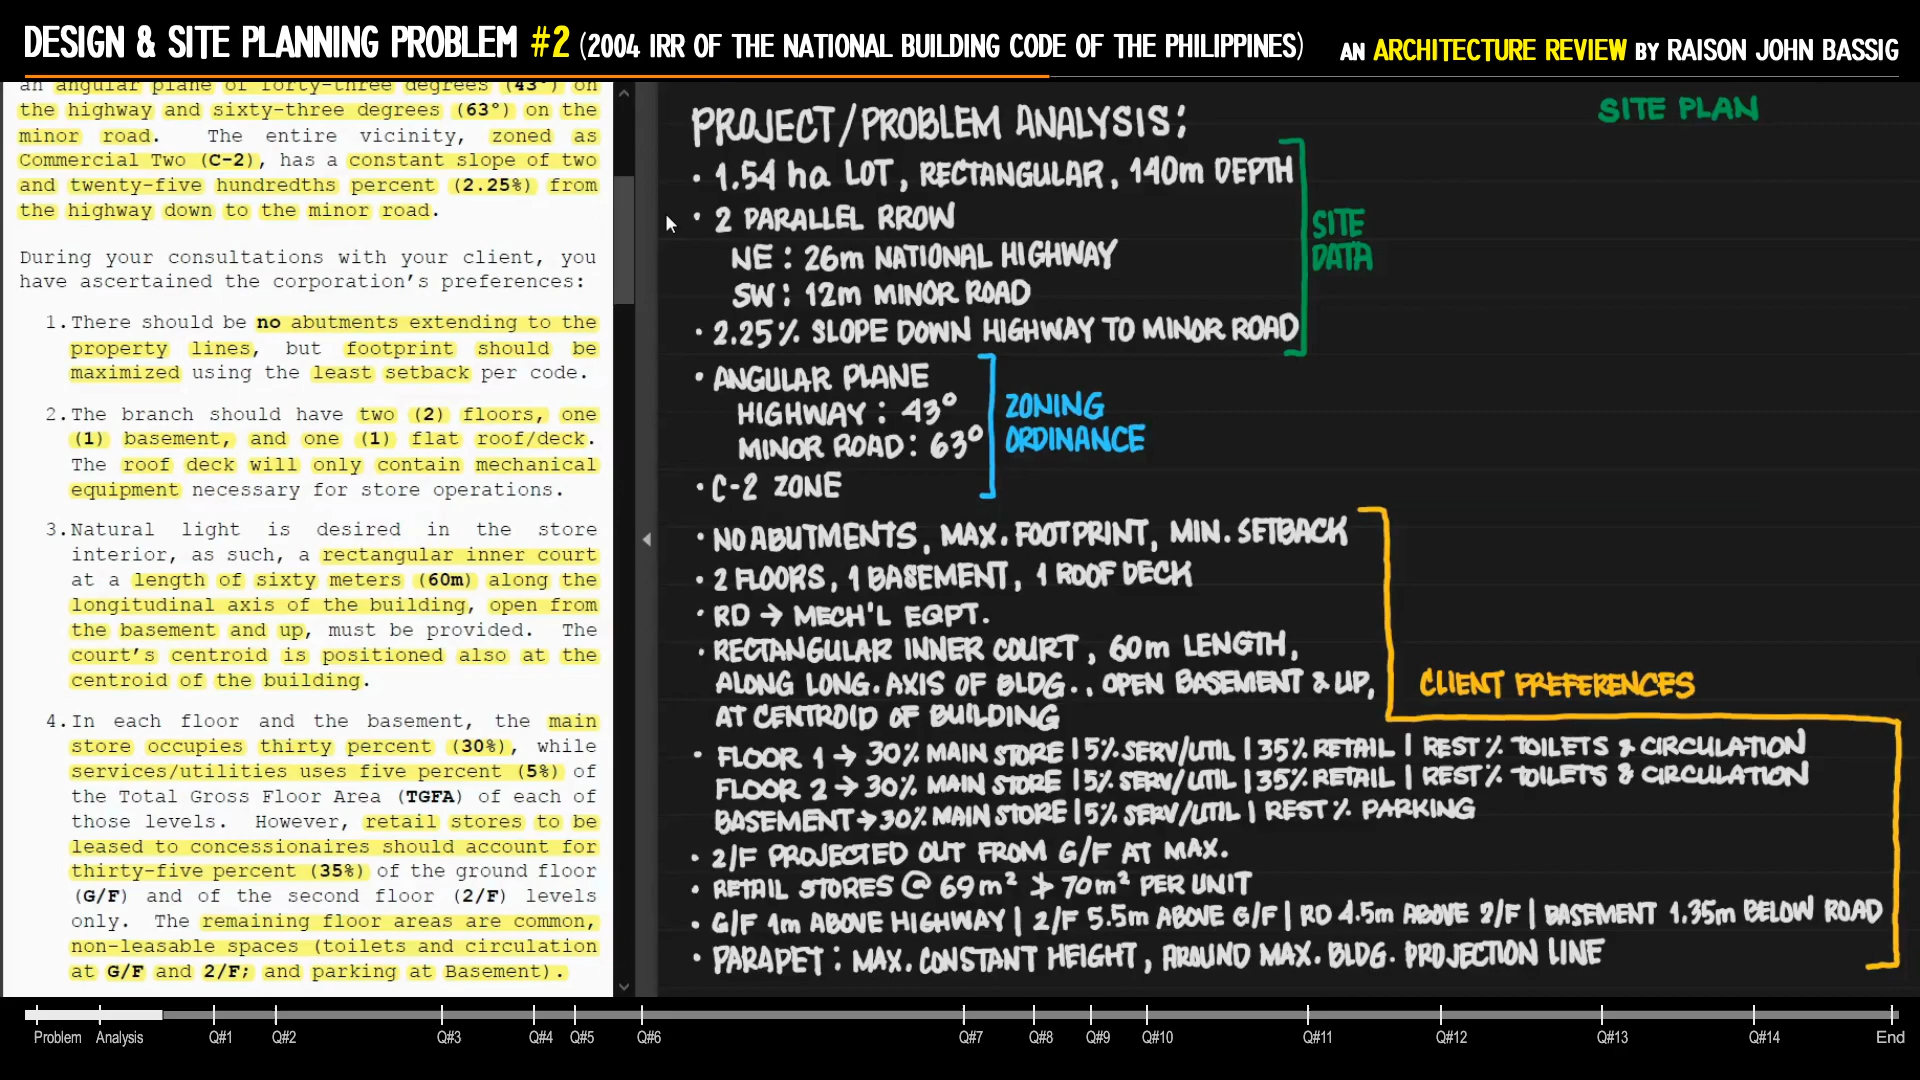 DESIGN & SITE PLANNING PROBLEM #2 (2004 IRR OF THE NATIONAL BUILDING CODE OF THE PHILIPPINES)
AN ARCHITECTURE REVIEW BY RAISON JOHN BASSIG
an angular plane of forty-three degrees (43°) on
the highway and sixty-three degrees (63°) on the
minor road. The entire vicinity, zoned as
Commercial Two (C-2), has a constant slope of two
and twenty-five hundredths percent (2.25%) from
the highway down to the minor road.
During your consultations with your client, you
have ascertained the corporation's preferences:
1.There should be no abutments extending to the
property lines, but footprint should be
maximized using the least setback per code.
2.The branch should have two (2) floors, one
(1) basement, and one (1) flat roof/deck.
The roof deck will only contain mechanical
equipment necessary for store operations.
3.Natural light is desired in the store
interior, as such, a rectangular inner court
at a length of sixty meters (60m) along the
longitudinal axis of the building, open from
the basement and up, must be provided. The
court's centroid is positioned also at the
centroid of the building.
4.In each floor and the basement, the main
store occupies thirty percent (30%), while
services/utilities uses five percent (5%) of
the Total Gross Floor Area (TGFA) of each of
those levels. However, retail stores to be
leased to concessionaires should account for
thirty-five percent (35%) of the ground floor
(G/F) and of the second floor (2/F) levels
only. The remaining floor areas are common,
non-leasable spaces (toilets and circulation
at G/F and 2/F; and parking at Basement).
PROJECT/PROBLEM ANALYSIS:
• 1.54 ha LOT, RECTANGULAR, 140m DEPTH
• 2 PARALLEL RROW
NE : 26m NATIONAL HIGHWAY
SW : 12m MINOR ROAD
• 2.25% SLOPE DOWN HIGHWAY TO MINOR ROAD
SITE
DATA
• ANGULAR PLANE
HIGHWAY : 43°
MINOR ROAD : 63°
• C-2 ZONE
ZONING
ORDINANCE
• NO ABUTMENTS, MAX. FOOTPRINT, MIN. SETBACK
• 2 FLOORS, 1 BASEMENT, 1 ROOF DECK
• RD → MECH'L EQPT.
• RECTANGULAR INNER COURT, 60m LENGTH,
ALONG LONG. AXIS OF BLDG., OPEN BASEMENT & UP,
AT CENTROID OF BUILDING
• FLOOR 1 → 30% MAIN STORE | 5% SERV/UTIL | 35% RETAIL | REST % TOILETS & CIRCULATION
FLOOR 2 → 30% MAIN STORE | 5% SERV/UTIL | 35% RETAIL | REST % TOILETS & CIRCULATION
BASEMENT → 30% MAIN STORE | 5% SERV/UTIL | REST % PARKING
• 2/F PROJECTED OUT FROM G/F AT MAX.
• RETAIL STORES @ 69m² ≯ 70m² PER UNIT
• G/F 1m ABOVE HIGHWAY | 2/F 5.5m ABOVE G/F | RD 4.5m ABOVE 2/F | BASEMENT 1.35m BELOW ROAD
• PARAPET : MAX. CONSTANT HEIGHT, AROUND MAX. BLDG. PROJECTION LINE
CLIENT PREFERENCES
SITE PLAN
Problem Analysis Q#1 Q#2 Q#3 Q#4 Q#5 Q#6 Q#7 Q#8 Q#9 Q#10 Q#11 Q#12 Q#13 Q#14 End